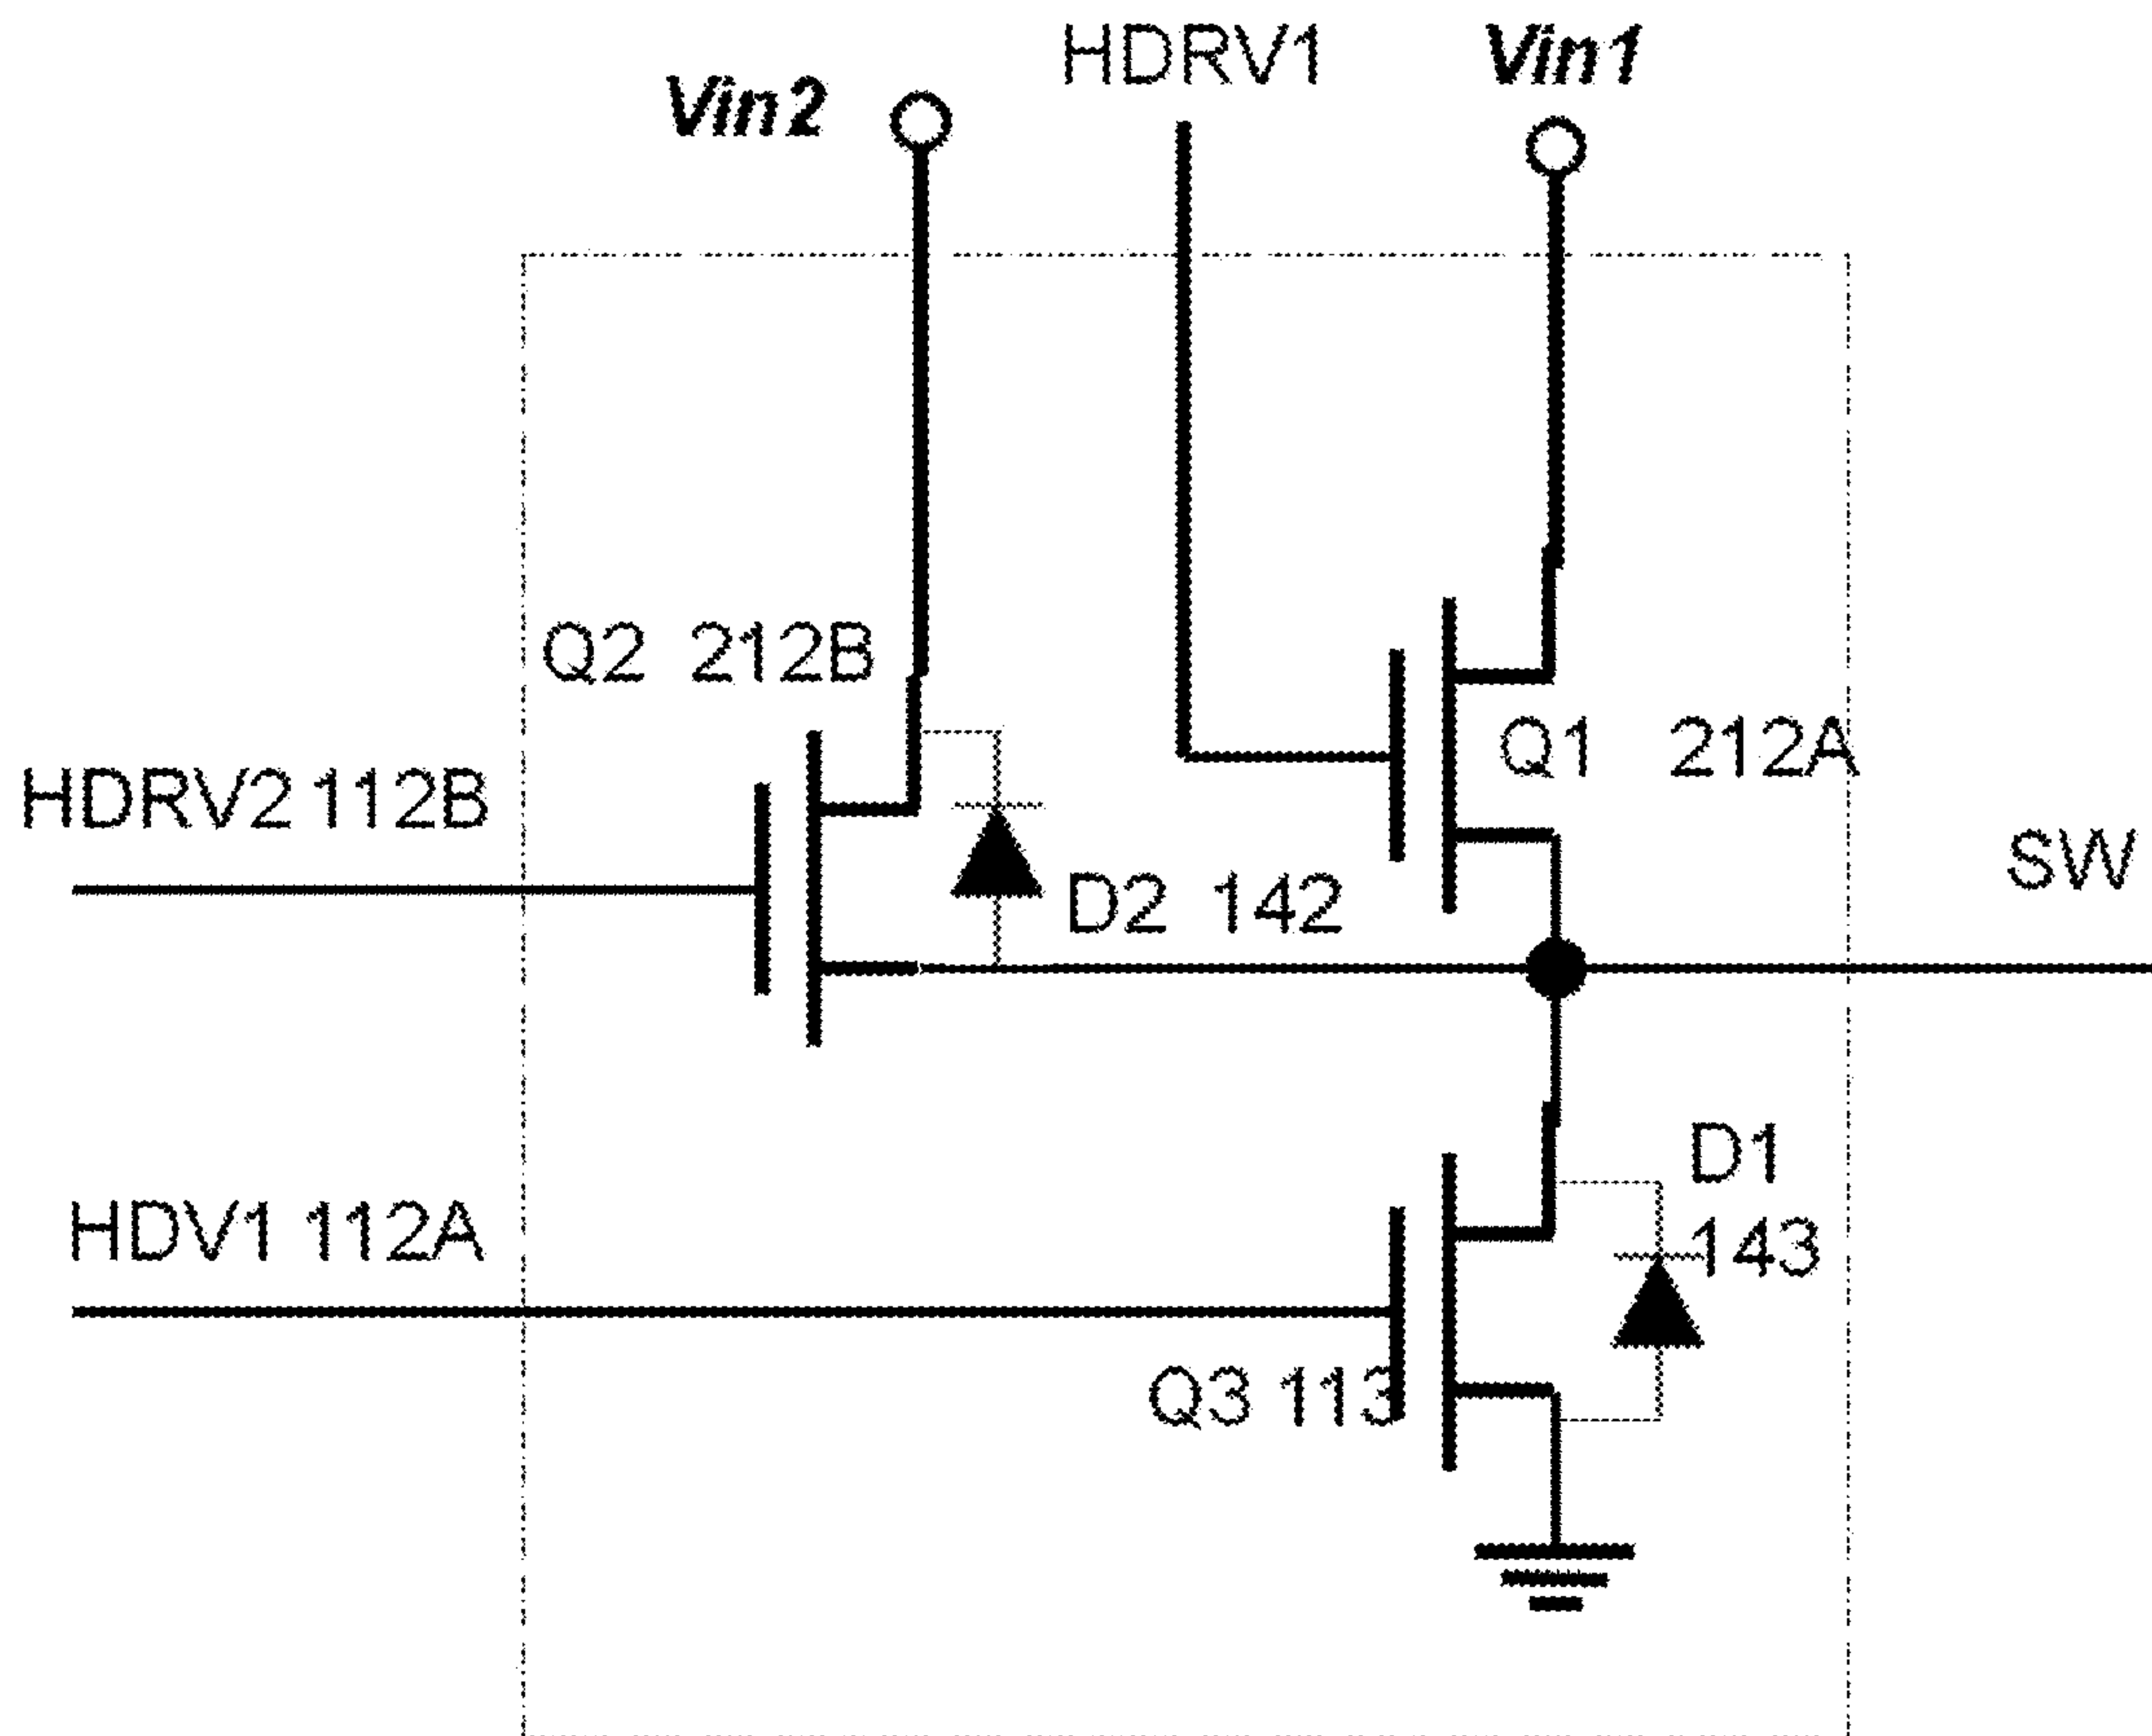 HDRV1
Vin1
Vin2
Q2 212B
Q1 212A
HDRV2 112B
SW
D2 142
D1
143
HDV1 112A
Q3 113